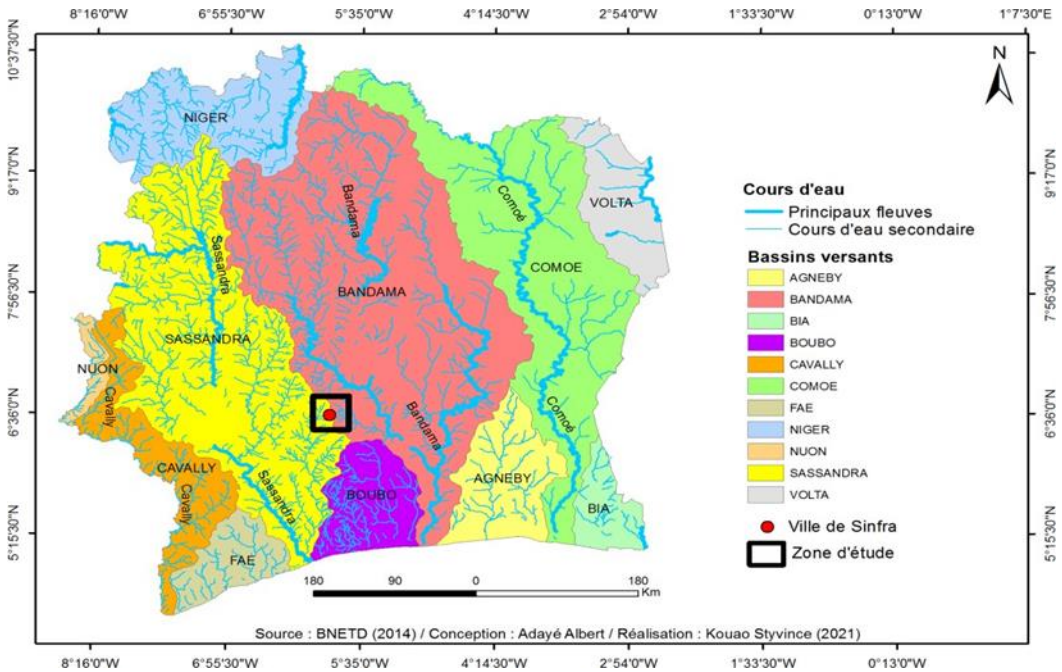 8°16'0"W 6°55'30"W 5°35'0"W 4°14'30"W 2°54'0"W 1°33'30"W 0°13'0"W 1°7'30"E
10°37'30"N
9°17'0"N
7°56'30"N
6°36'0"N
5°15'30"N
N
NIGER
Bandama
Comoé
VOLTA
Sassandra
COMOE
BANDAMA
SASSANDRA
NUON
Cavally
Bandama
Comoé
CAVALLY
Cavally
Sassandra
BOUBO
AGNEBY
BIA
FAE
Cours d'eau
Principaux fleuves
Cours d'eau secondaire
Bassins versants
AGNEBY
BANDAMA
BIA
BOUBO
CAVALLY
COMOE
FAE
NIGER
NUON
SASSANDRA
VOLTA
Ville de Sinfra
Zone d'étude
180 90 0 180
Km
Source : BNETD (2014) / Conception : Adayé Albert / Réalisation : Kouao Styvince (2021)
9°17'0"N
7°56'30"N
6°36'0"N
5°15'30"N
8°16'0"W 6°55'30"W 5°35'0"W 4°14'30"W 2°54'0"W 1°33'30"W 0°13'0"W